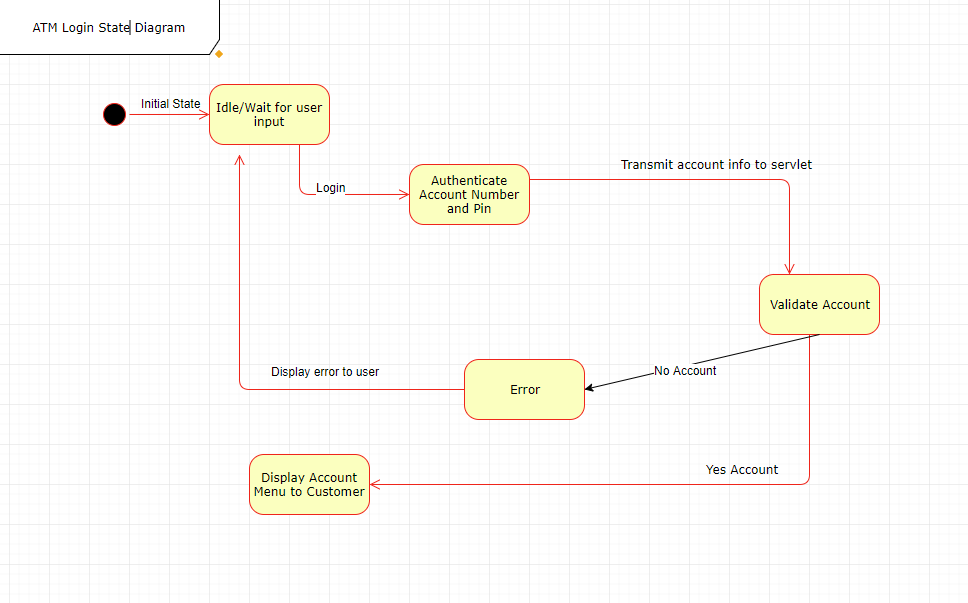 ATM Login State Diagram
Initial State
Idle/Wait for user
input
Login
Authenticate
Account Number
and Pin
Transmit account info to servlet
Validate Account
No Account
Error
Display error to user
Yes Account
Display Account
Menu to Customer